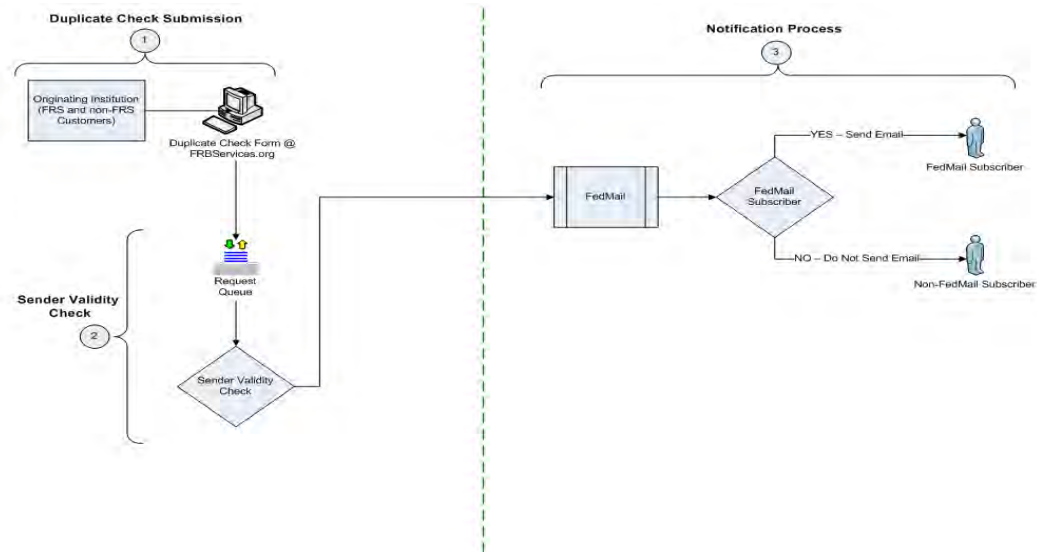 Duplicate Check Submission
1
Originating Institution
(FRS and non-FRS
Customers)
Duplicate Check Form @
FRBServices.org
Request
Queue
Sender Validity
Check
2
Sender Validity
Check
Notification Process
3
FedMail
FedMail
Subscriber
YES – Send Email
FedMail Subscriber
NO – Do Not Send Email
Non-FedMail Subscriber